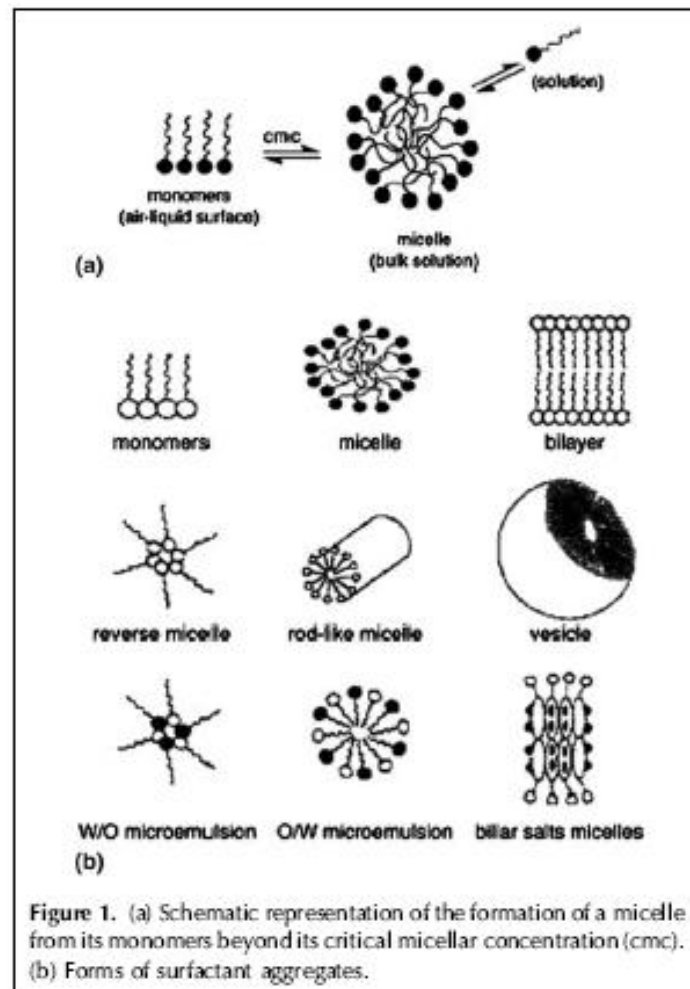 (solution)
cmc
monomers
(air-liquid surface)
micelle
(bulk solution)
(a)
monomers
micelle
bilayer
reverse micelle
rod-like micelle
vesicle
W/O microemulsion
O/W microemulsion
biliar salts micelles
(b)
Figure 1. (a) Schematic representation of the formation of a micelle
from its monomers beyond its critical micellar concentration (cmc).
(b) Forms of surfactant aggregates.